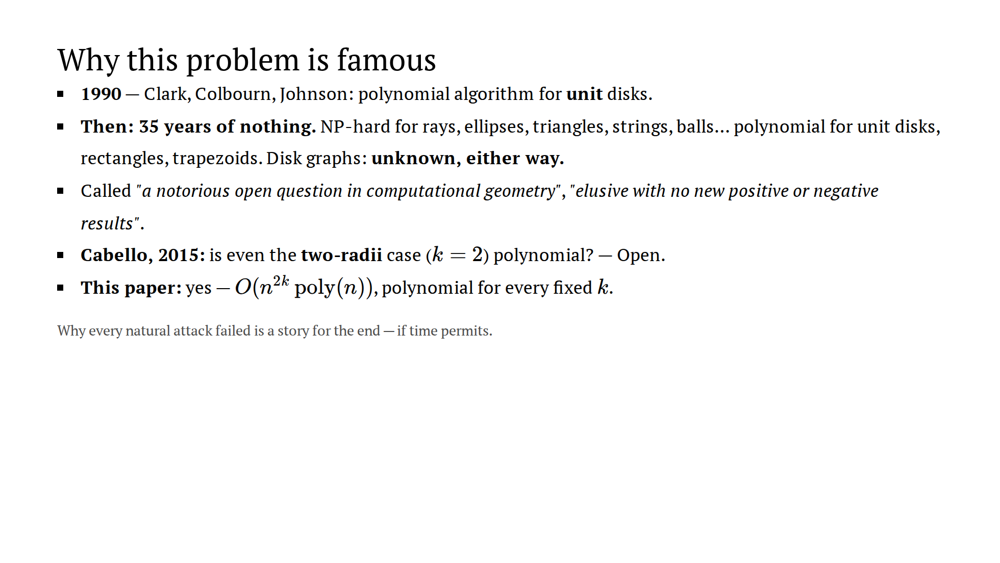 Why this problem is famous
▪ 1990 — Clark, Colbourn, Johnson: polynomial algorithm for unit disks.
▪ Then: 35 years of nothing. NP-hard for rays, ellipses, triangles, strings, balls... polynomial for unit disks,
rectangles, trapezoids. Disk graphs: unknown, either way.
▪ Called "a notorious open question in computational geometry", "elusive with no new positive or negative
results".
▪ Cabello, 2015: is even the two-radii case (k = 2) polynomial? — Open.
▪ This paper: yes — O(n^{2k} poly(n)), polynomial for every fixed k.
Why every natural attack failed is a story for the end — if time permits.